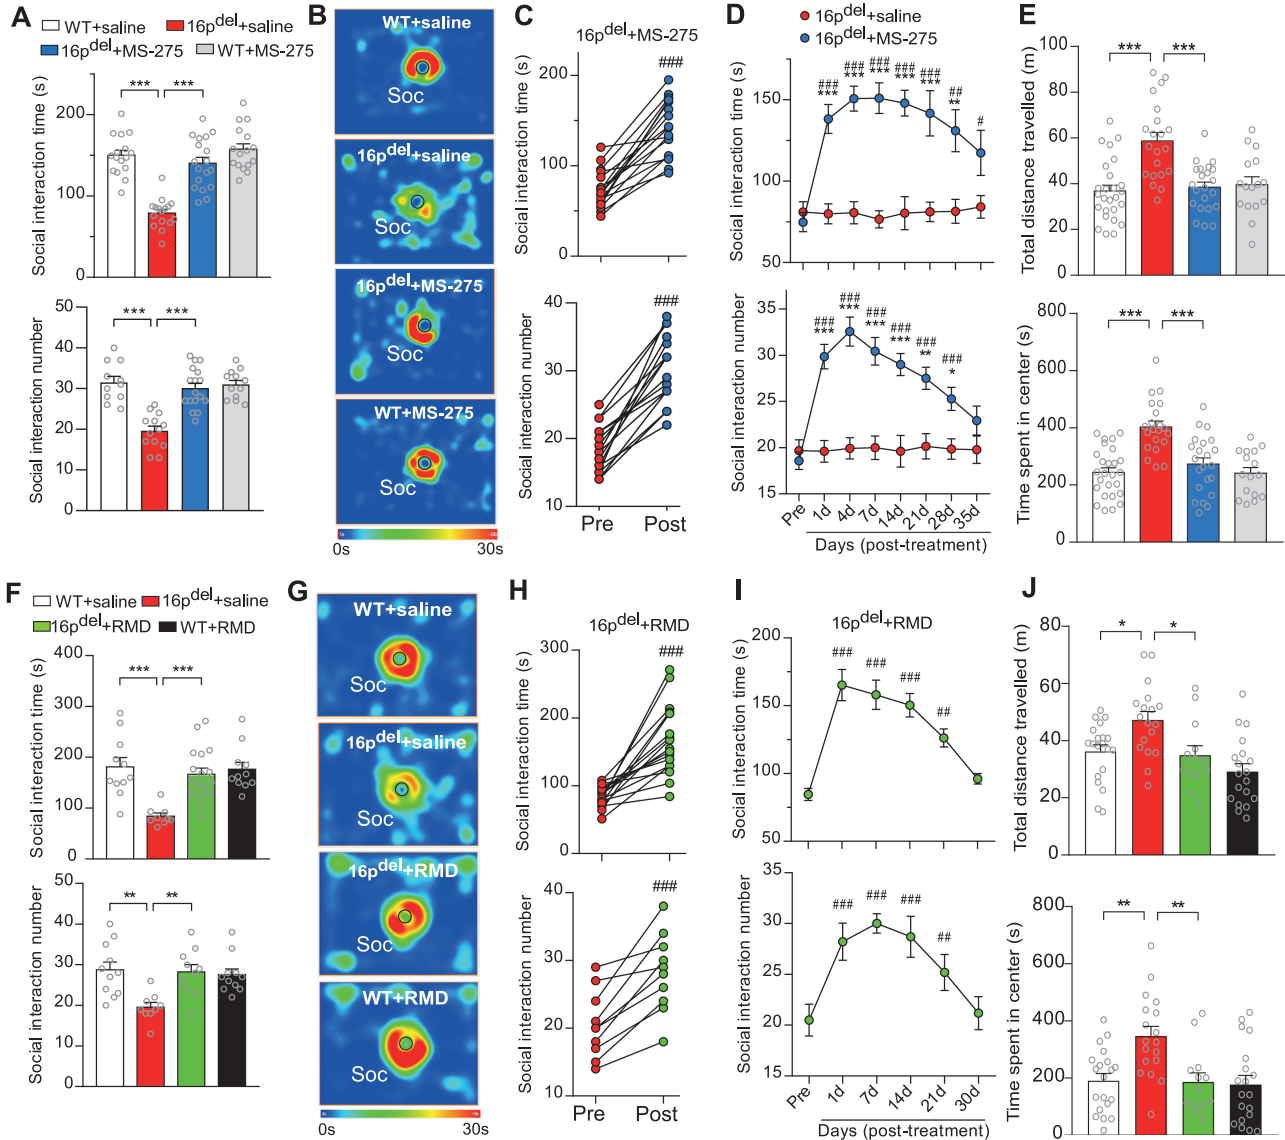 A
WT+saline
16pdel+saline
16pdel+MS-275
WT+MS-275
Social interaction time (s)
200
100
0
***
***
Social interaction number
50
40
30
20
10
0
***
***
B
WT+saline
Soc
16pdel+saline
Soc
16pdel+MS-275
Soc
WT+MS-275
Soc
0s
30s
C
16pdel+MS-275
###
Social interaction time (s)
200
100
0
###
Social interaction number
40
30
20
10
Pre
Post
D
16pdel+saline
16pdel+MS-275
Social interaction time (s)
150
100
50
###
***
###
***
###
***
###
***
###
***
##
**
#
Social interaction number
35
30
25
20
15
###
***
###
***
###
***
###
***
###
**
###
*
Pre
1d
4d
7d
14d
21d
28d
35d
Days (post-treatment)
E
Total distance travelled (m)
100
80
60
40
20
0
***
***
Time spent in center (s)
800
600
400
200
0
***
***
F
WT+saline
16pdel+saline
16pdel+RMD
WT+RMD
Social interaction time (s)
400
300
200
100
0
***
***
Social interaction number
50
40
30
20
10
0
**
**
G
WT+saline
Soc
16pdel+saline
Soc
16pdel+RMD
Soc
WT+RMD
Soc
0s
30s
H
16pdel+RMD
###
Social interaction time (s)
300
200
100
0
###
Social interaction number
40
30
20
10
Pre
Post
I
16pdel+RMD
Social interaction time (s)
200
150
100
50
###
###
###
##
Social interaction number
35
30
25
20
15
###
###
###
##
Pre
1d
7d
14d
21d
30d
Days (post-treatment)
J
Total distance travelled (m)
80
60
40
20
0
*
*
Time spent in center (s)
800
600
400
200
0
**
**